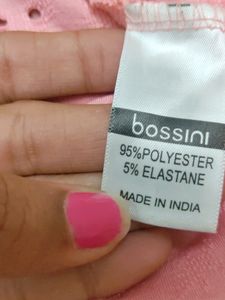 bossini
95%POLYESTER
5% ELASTANE
MADE IN INDIA